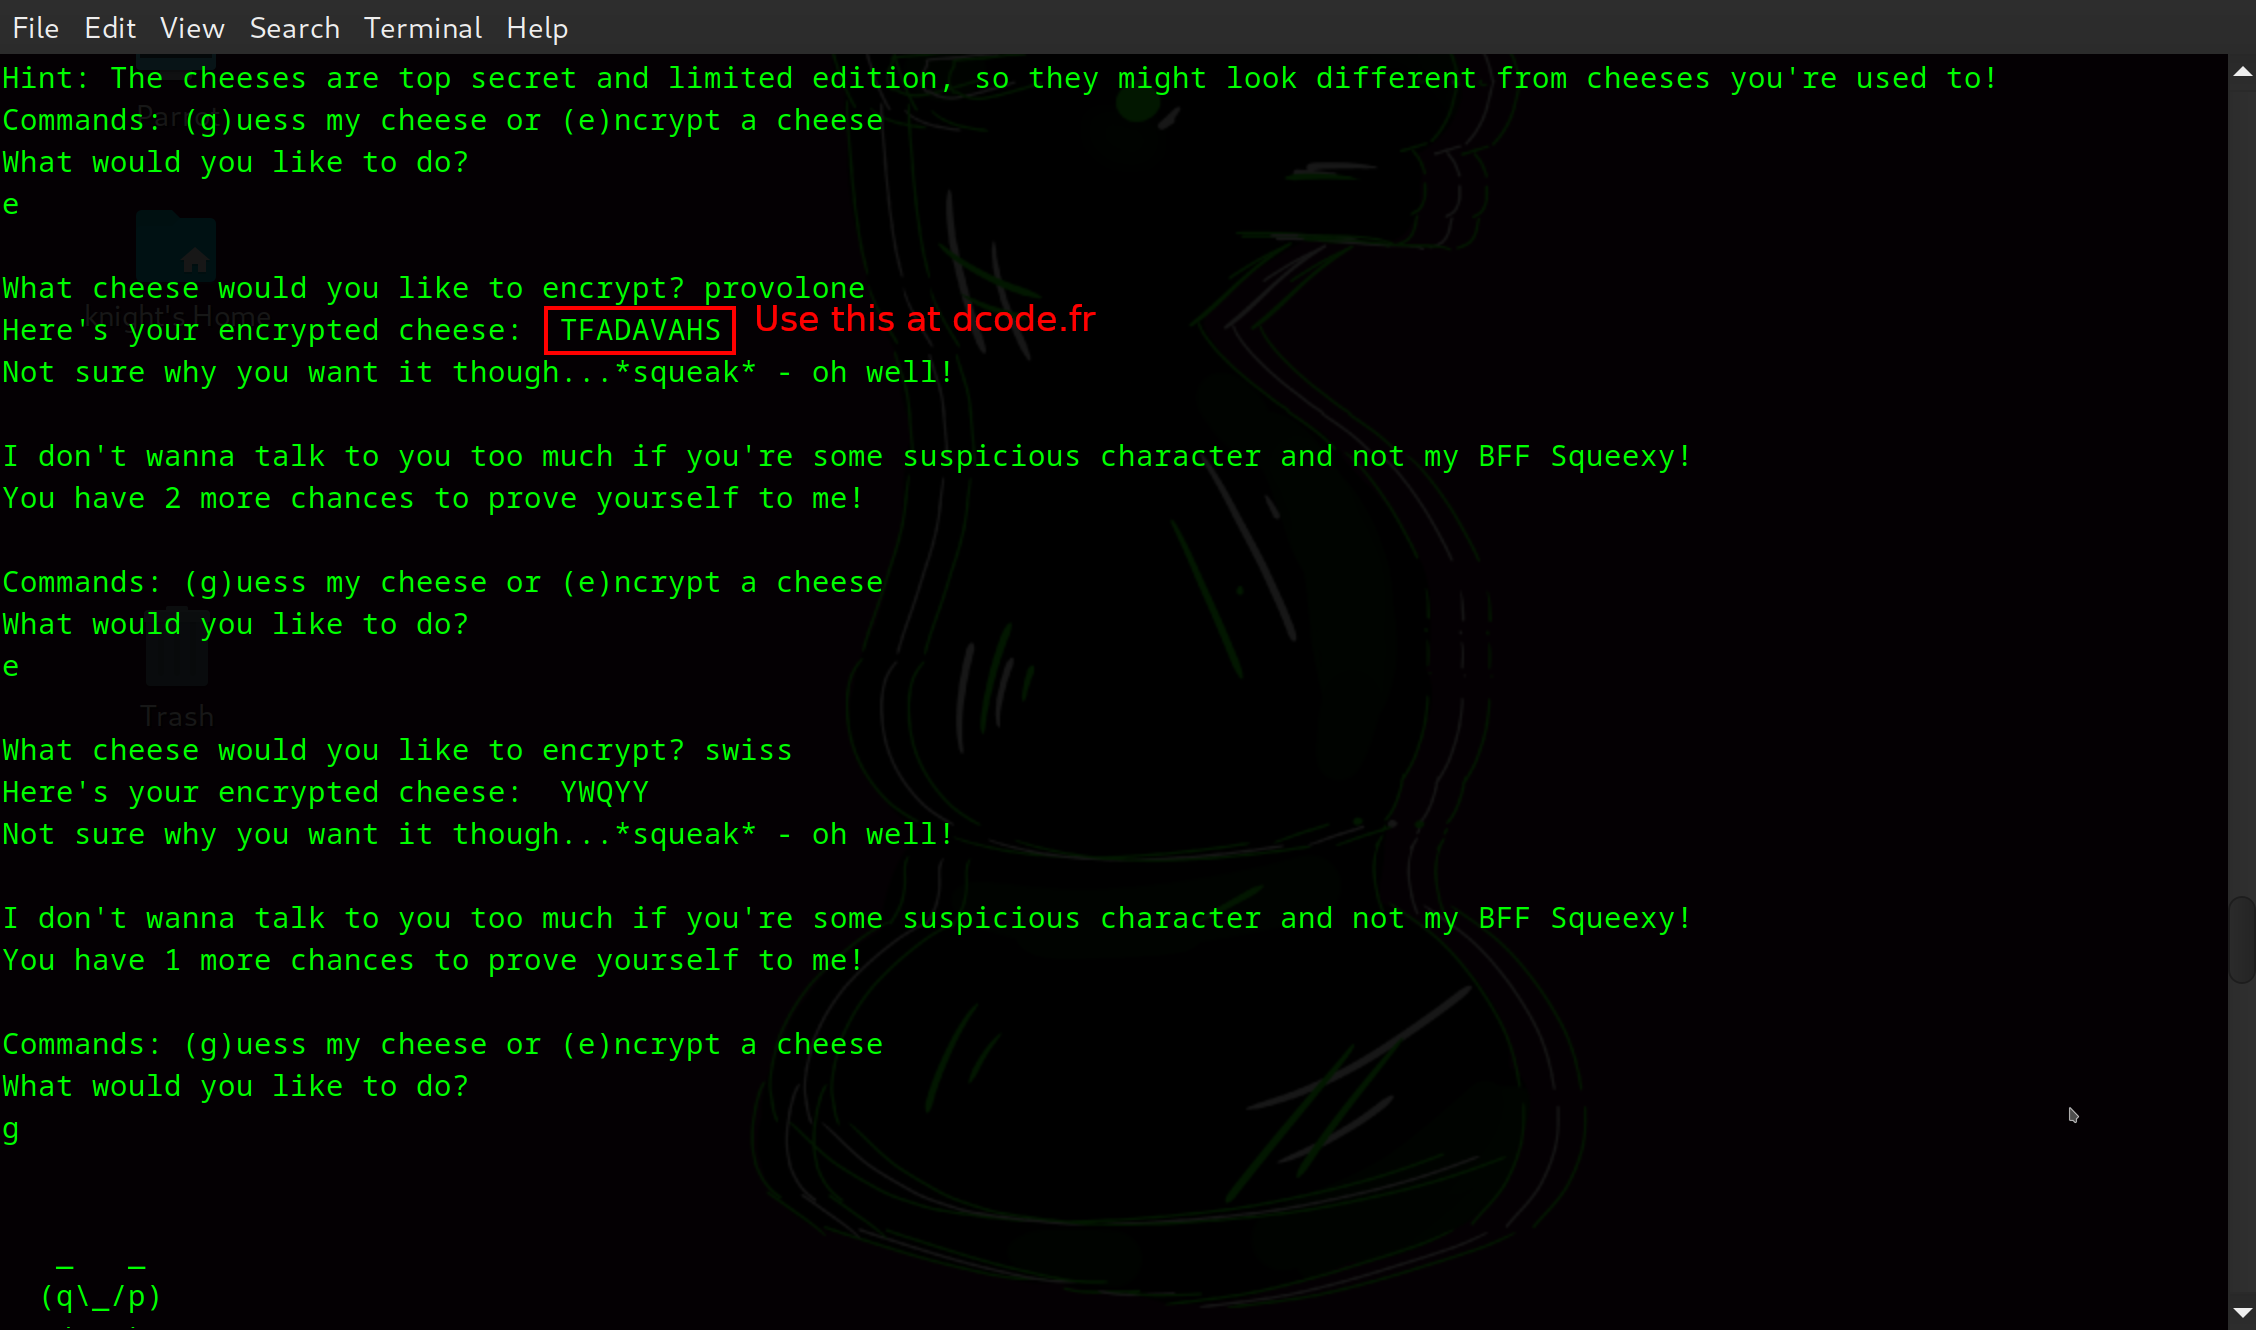 File Edit View Search Terminal Help
Hint: The cheeses are top secret and limited edition, so they might look different from cheeses you're used to!
Parrot
Commands: (g)uess my cheese or (e)ncrypt a cheese
What would you like to do?
e
What cheese would you like to encrypt? provolone
knight's Home
Here's your encrypted cheese:  TFADAVAHS
Use this at dcode.fr
Not sure why you want it though...*squeak* - oh well!
I don't wanna talk to you too much if you're some suspicious character and not my BFF Squeexy!
You have 2 more chances to prove yourself to me!
Commands: (g)uess my cheese or (e)ncrypt a cheese
What would you like to do?
e
Trash
What cheese would you like to encrypt? swiss
Here's your encrypted cheese:  YWQYY
Not sure why you want it though...*squeak* - oh well!
I don't wanna talk to you too much if you're some suspicious character and not my BFF Squeexy!
You have 1 more chances to prove yourself to me!
Commands: (g)uess my cheese or (e)ncrypt a cheese
What would you like to do?
g
_   _
(q\_/p)